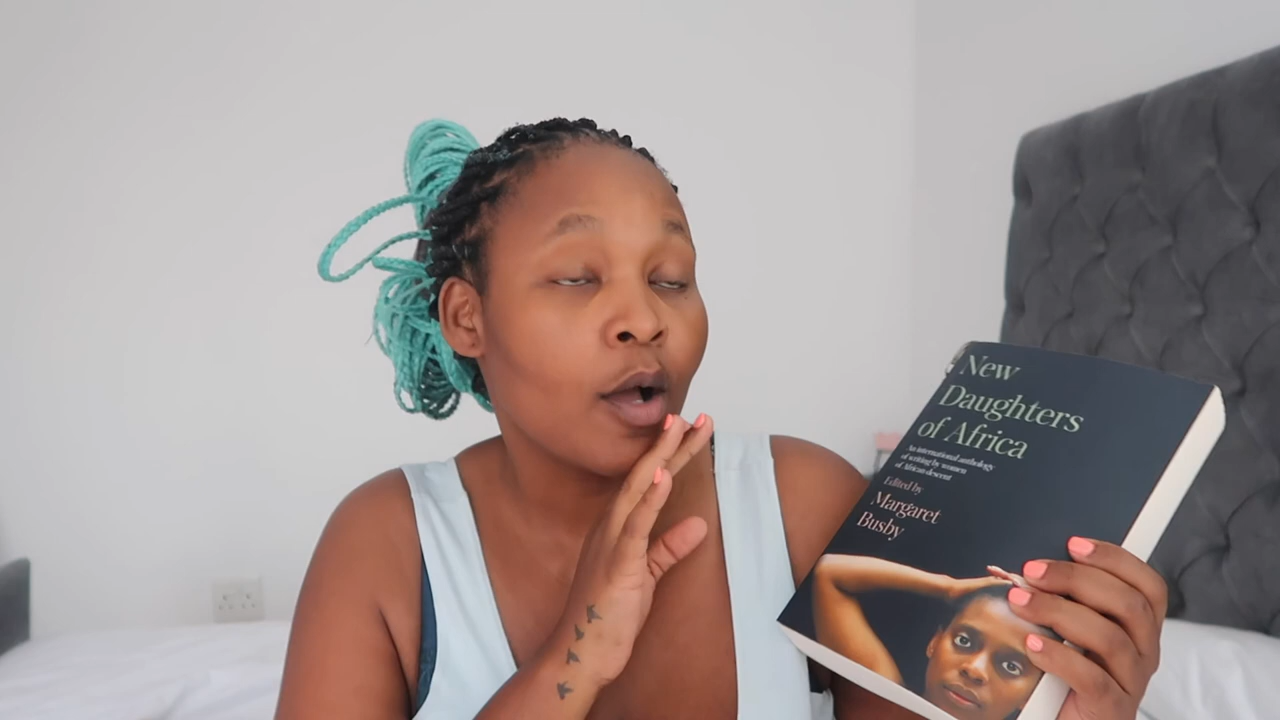 New
Daughters
of Africa
An international anthology
of writing by women
of African descent
Edited by
Margaret
Busby